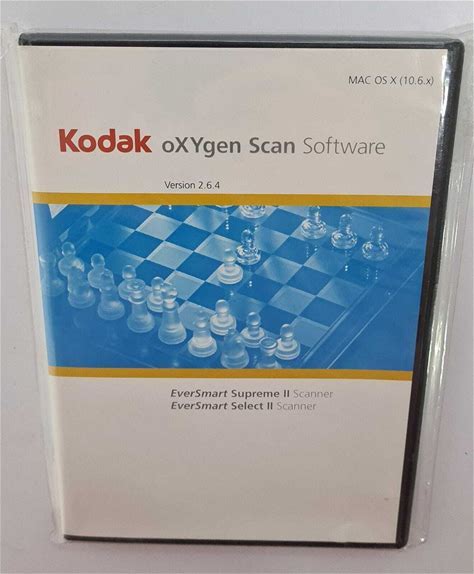 MAC OS X (10.6.x)
Kodak oXYgen Scan Software
Version 2.6.4
EverSmart Supreme II Scanner
EverSmart Select II Scanner